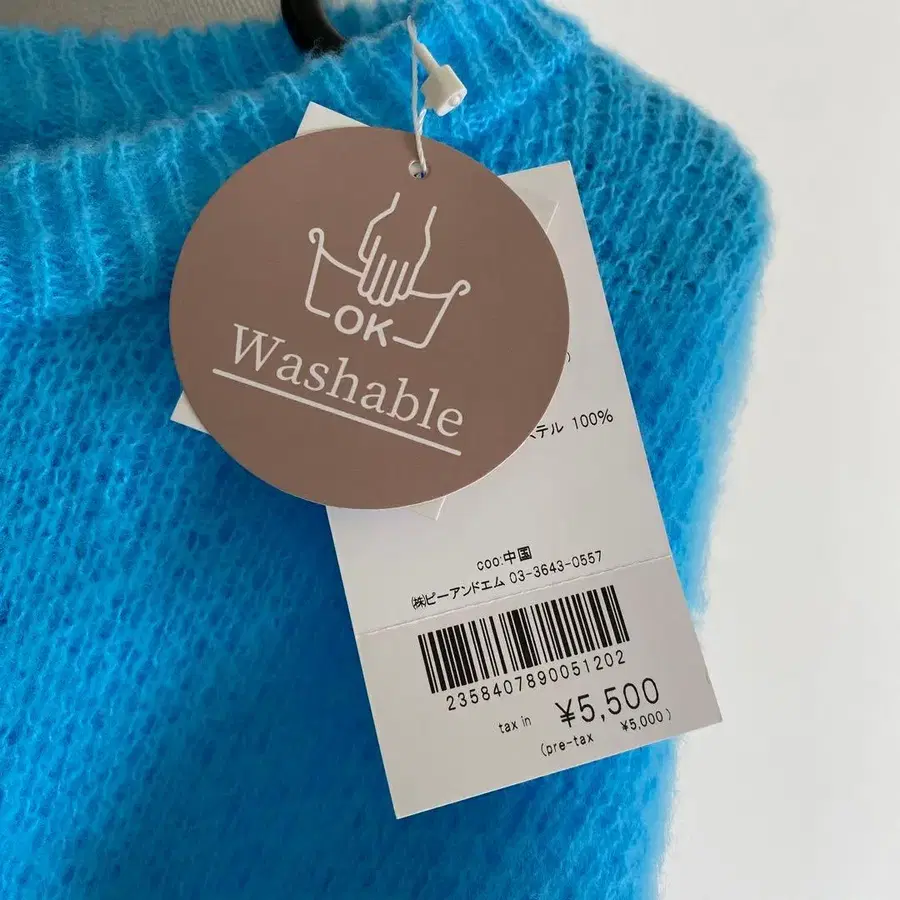 OK
Washable
ステル 100%
coo:中国
㈱ピーアンドエム 03-3643-0557
2358407890051202
tax in ¥5,500
(pre-tax ¥5,000)